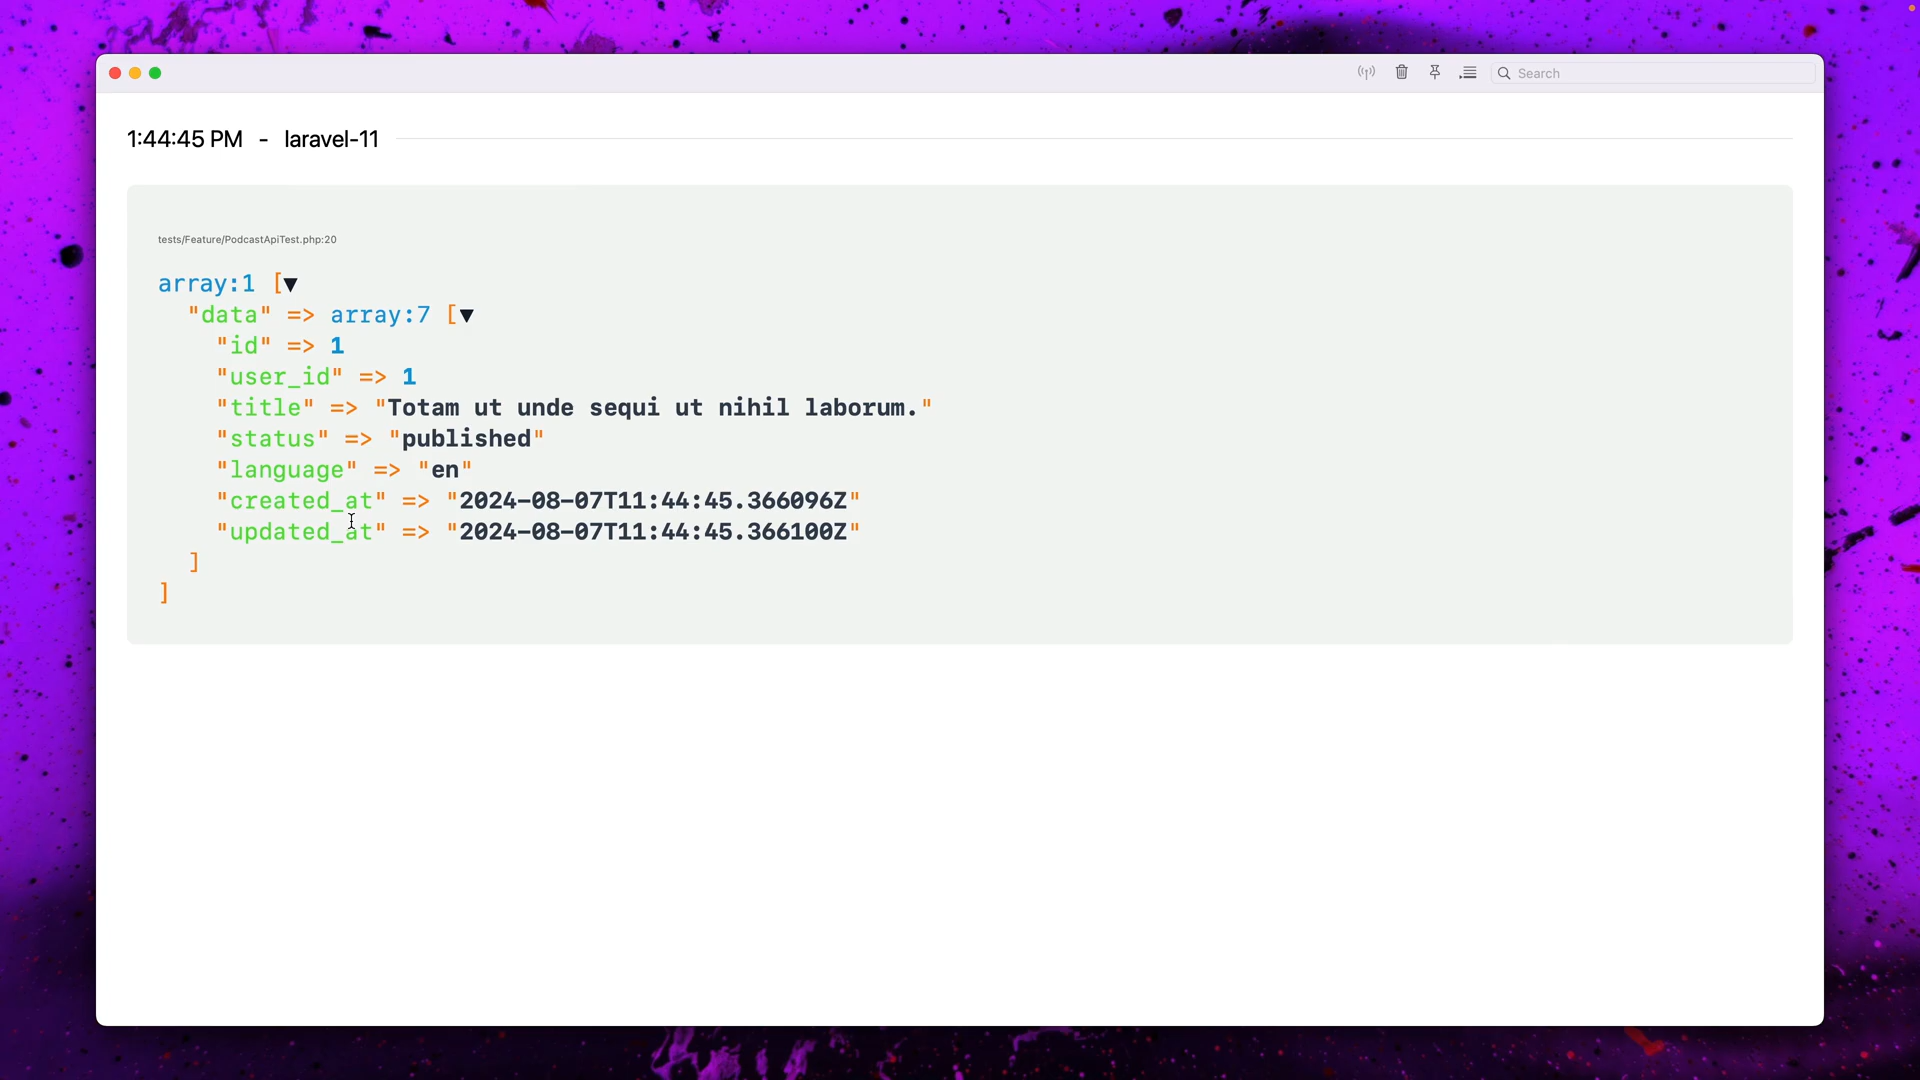 Search
1:44:45 PM - laravel-11
tests/Feature/PodcastApiTest.php:20
array:1 [▼
"data" => array:7 [▼
"id" => 1
"user_id" => 1
"title" => "Totam ut unde sequi ut nihil laborum."
"status" => "published"
"language" => "en"
"created_at" => "2024-08-07T11:44:45.366096Z"
"updated_at" => "2024-08-07T11:44:45.366100Z"
]
]